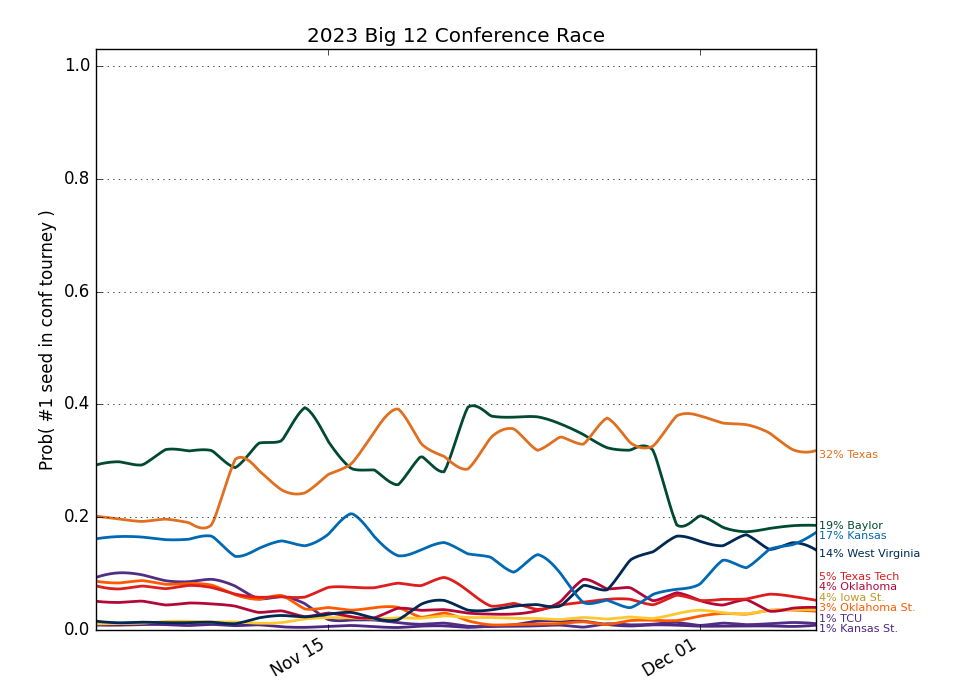 2023 Big 12 Conference Race
Prob( #1 seed in conf tourney )
1.0
0.8
0.6
0.4
0.2
0.0
Nov 15
Dec 01
32% Texas
19% Baylor
17% Kansas
14% West Virginia
5% Texas Tech
4% Oklahoma
4% Iowa St.
3% Oklahoma St.
1% TCU
1% Kansas St.